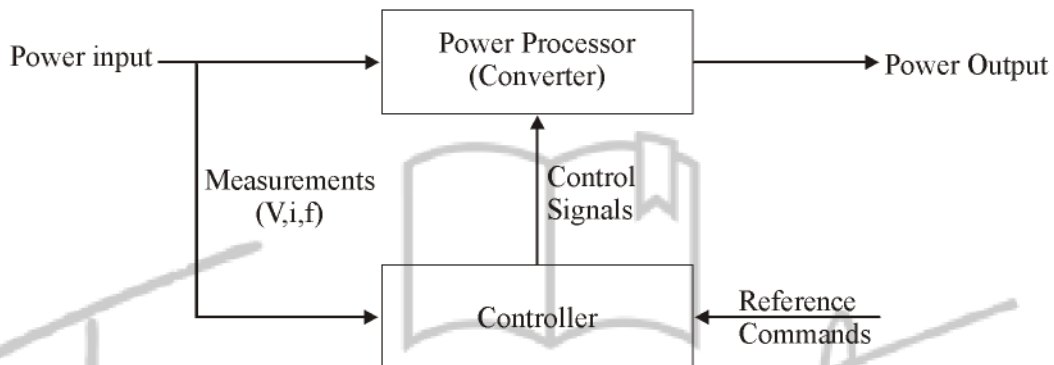 Power input
Power Processor
(Converter)
Power Output
Measurements
(V,i,f)
Control
Signals
Controller
Reference
Commands